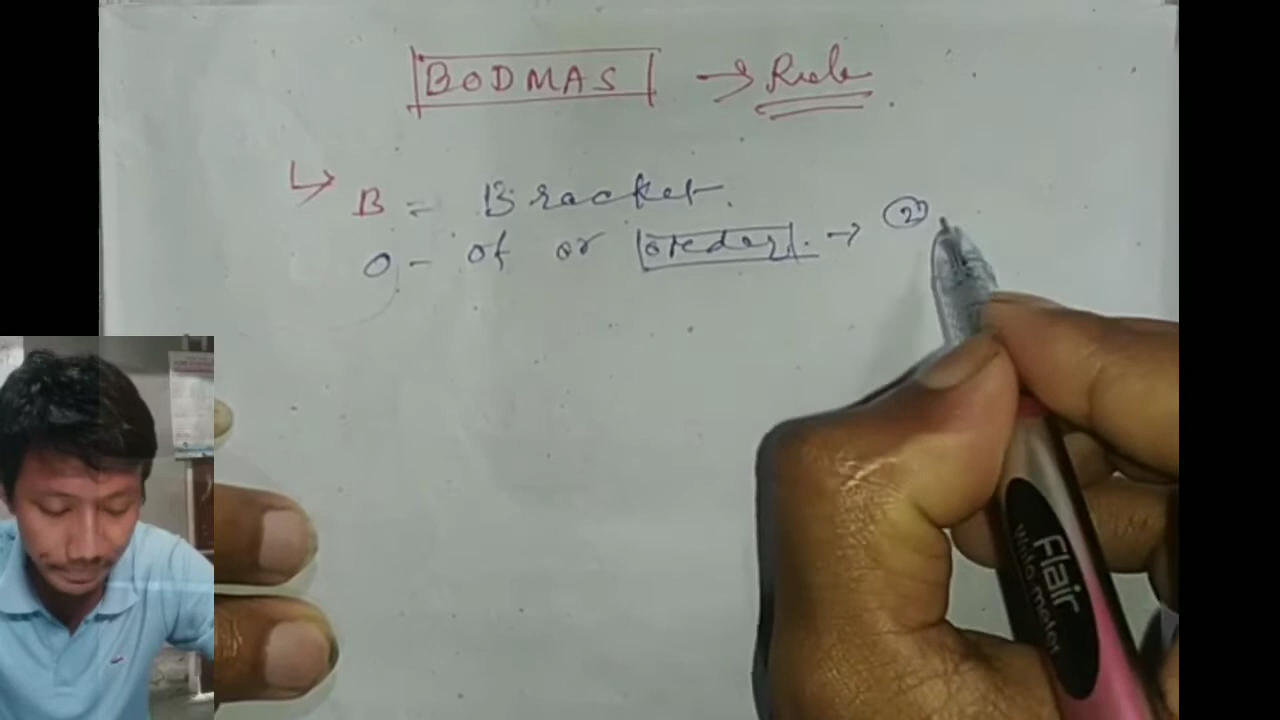 BODMAS → Rule.
↳ B - Bracket.
O - of or order. → 2
Flair